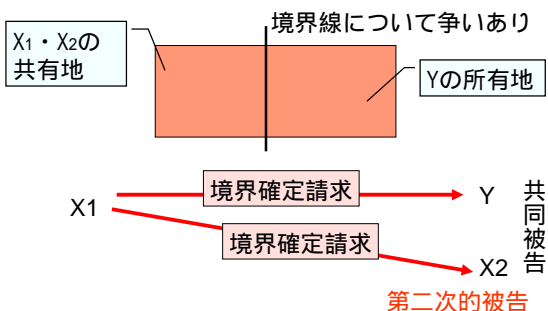 境界線について争いあり
X1・X2の
共有地
Yの所有地
境界確定請求
X1
Y
境界確定請求
X2
共同被告
第二次的被告